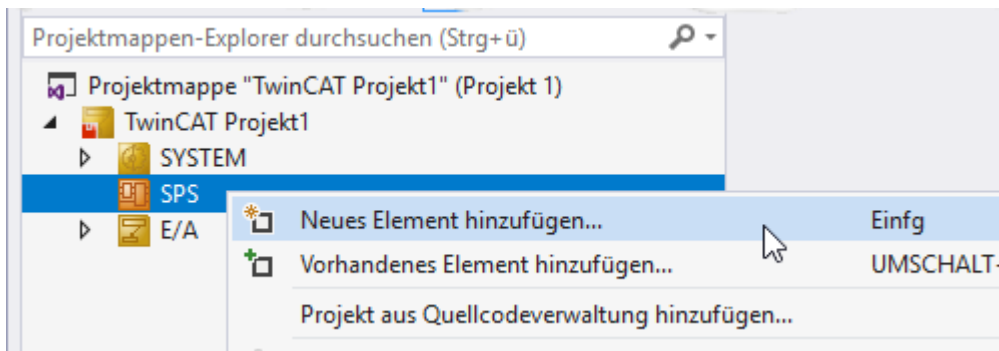 Projektmappen-Explorer durchsuchen (Strg+ü)
Projektmappe "TwinCAT Projekt1" (Projekt 1)
TwinCAT Projekt1
SYSTEM
SPS
Neues Element hinzufügen... Einfg
E/A
Vorhandenes Element hinzufügen... UMSCHALT-
Projekt aus Quellcodeverwaltung hinzufügen...